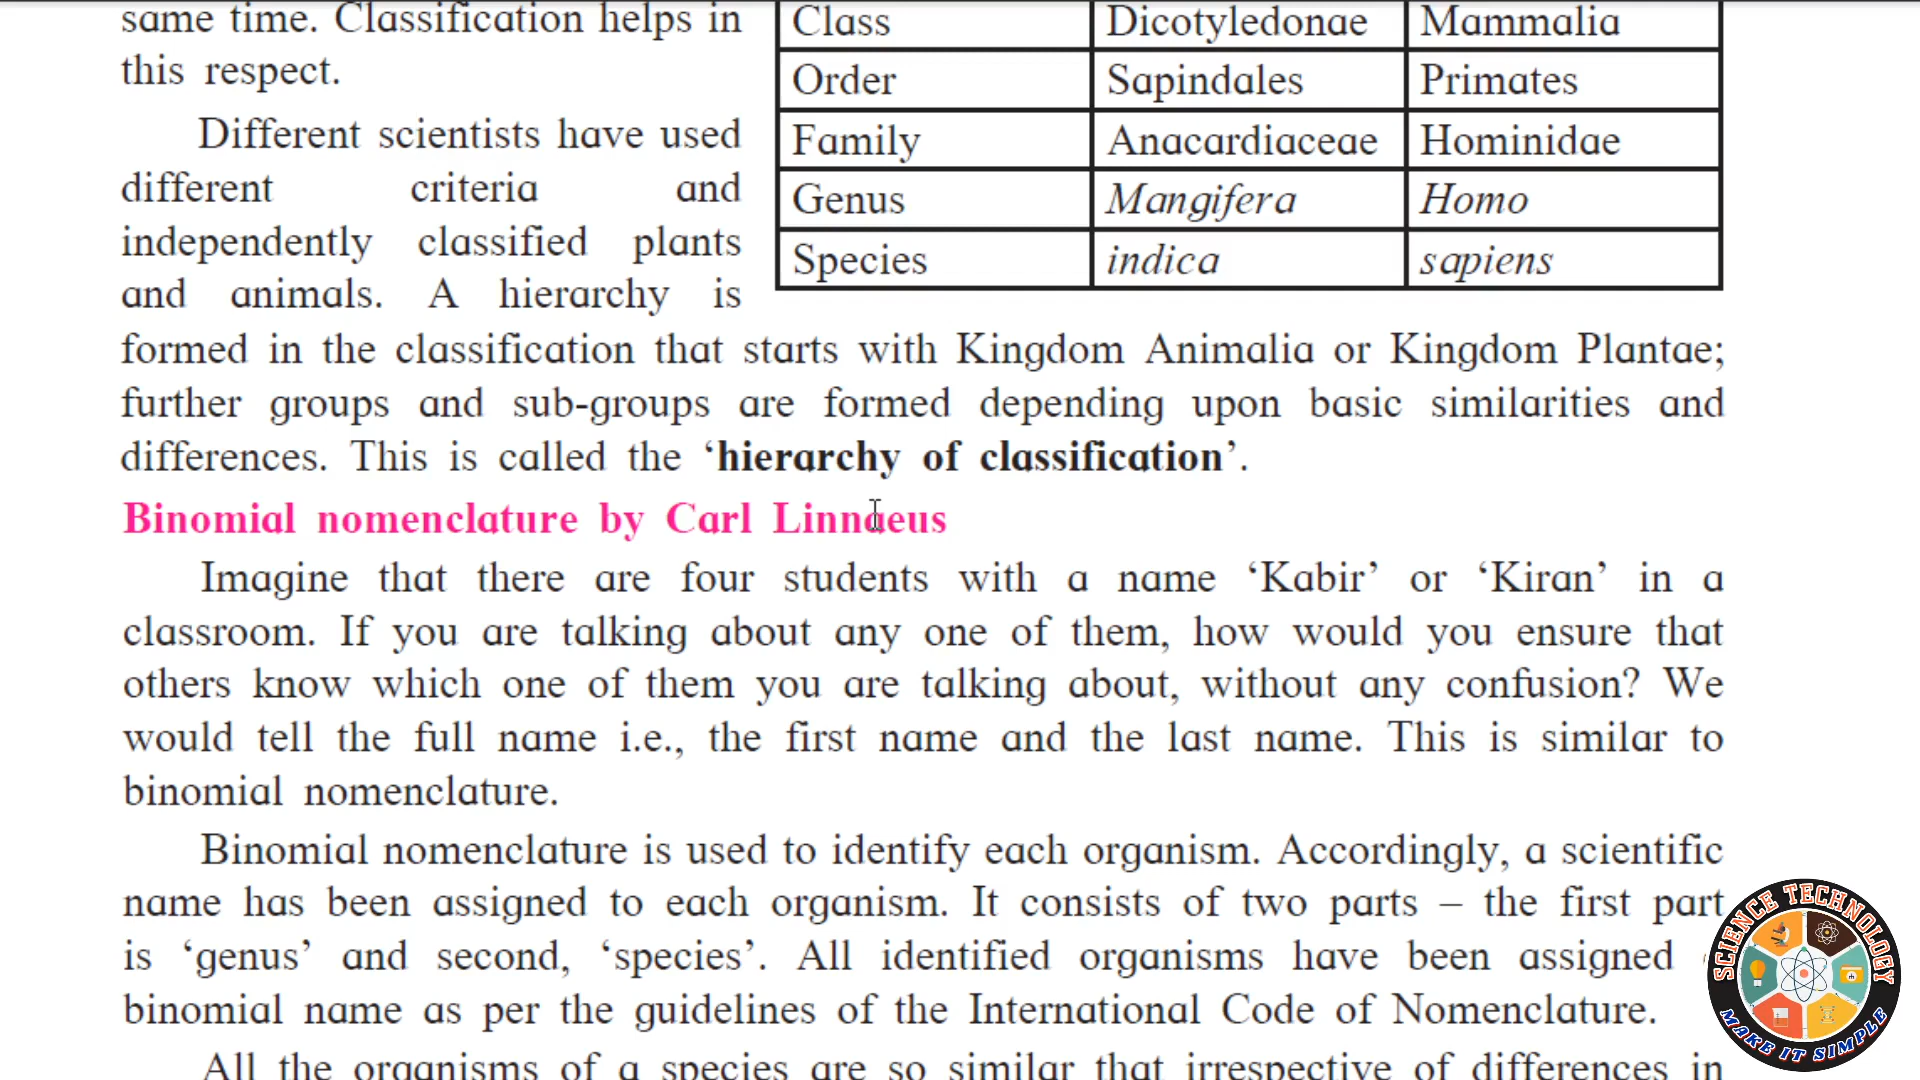 same time. Classification helps in
this respect.
Different scientists have used
different criteria and
independently classified plants
and animals. A hierarchy is
Class Dicotyledonae Mammalia
Order Sapindales Primates
Family Anacardiaceae Hominidae
Genus Mangifera Homo
Species indica sapiens
formed in the classification that starts with Kingdom Animalia or Kingdom Plantae;
further groups and sub-groups are formed depending upon basic similarities and
differences. This is called the ‘hierarchy of classification’.
Binomial nomenclature by Carl Linnaeus
Imagine that there are four students with a name ‘Kabir’ or ‘Kiran’ in a
classroom. If you are talking about any one of them, how would you ensure that
others know which one of them you are talking about, without any confusion? We
would tell the full name i.e., the first name and the last name. This is similar to
binomial nomenclature.
Binomial nomenclature is used to identify each organism. Accordingly, a scientific
name has been assigned to each organism. It consists of two parts – the first part
is ‘genus’ and second, ‘species’. All identified organisms have been assigned
binomial name as per the guidelines of the International Code of Nomenclature.
All the organisms of a species are so similar that irrespective of differences in
SCIENCE TECHNOLOGY
MAKE IT SIMPLE